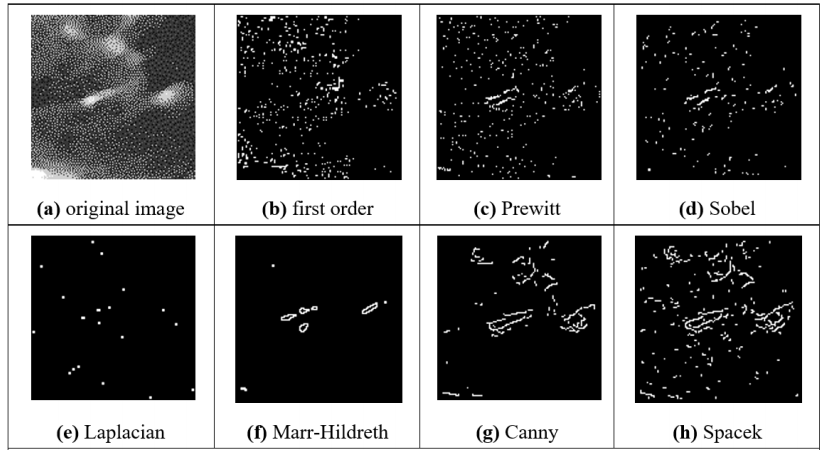 (a) original image
(b) first order
(c) Prewitt
(d) Sobel
(e) Laplacian
(f) Marr-Hildreth
(g) Canny
(h) Spacek